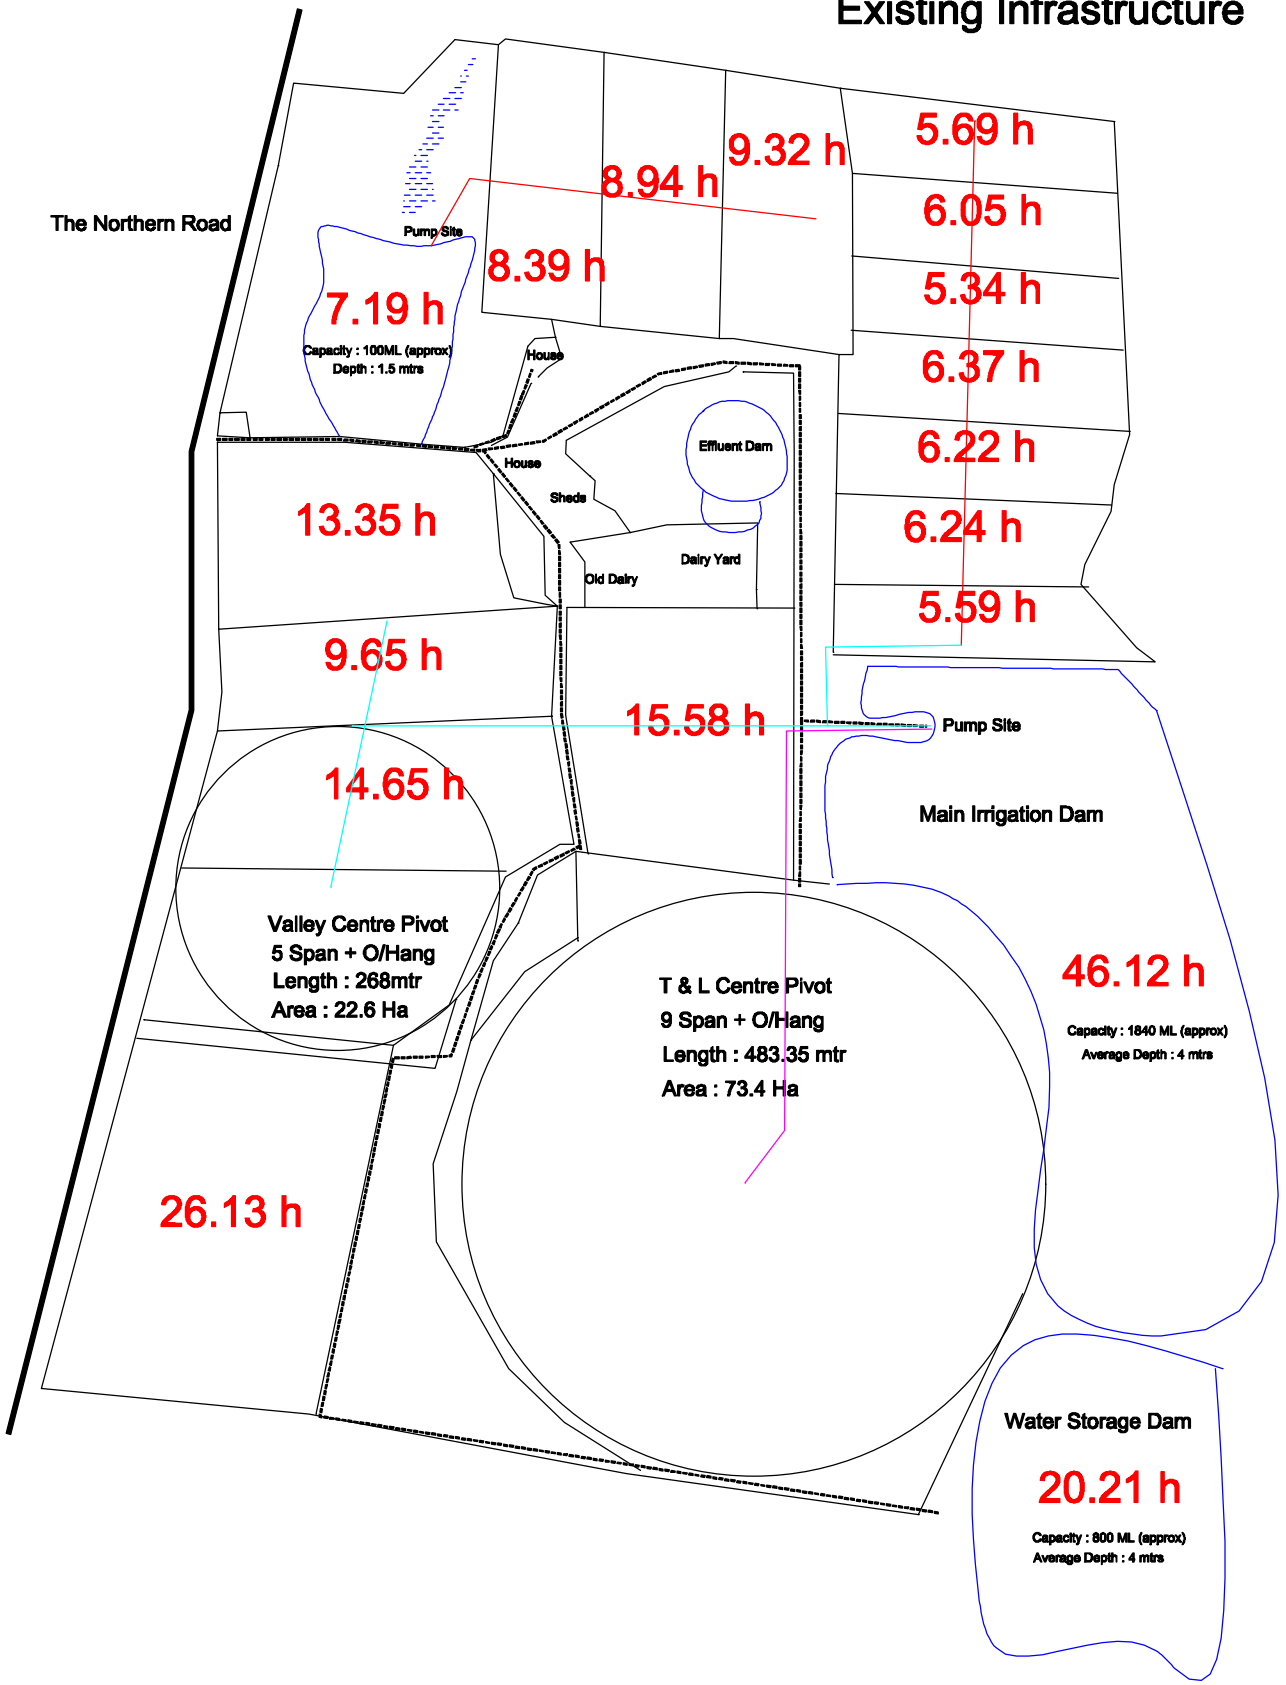 Existing Infrastructure
5.69 h
9.32 h
8.94 h
6.05 h
The Northern Road
Pump Site
8.39 h
5.34 h
7.19 h
Capacity : 100ML (approx)
Depth : 1.5 mtrs
House
6.37 h
Effluent Dam
6.22 h
House
Sheds
13.35 h
6.24 h
Dairy Yard
Old Dairy
5.59 h
9.65 h
15.58 h
Pump Site
14.65 h
Main Irrigation Dam
Valley Centre Pivot
5 Span + O/Hang
Length : 268mtr
Area : 22.6 Ha
T & L Centre Pivot
9 Span + O/Hang
Length : 483.35 mtr
Area : 73.4 Ha
46.12 h
Capacity : 1840 ML (approx)
Average Depth : 4 mtrs
26.13 h
Water Storage Dam
20.21 h
Capacity : 800 ML (approx)
Average Depth : 4 mtrs